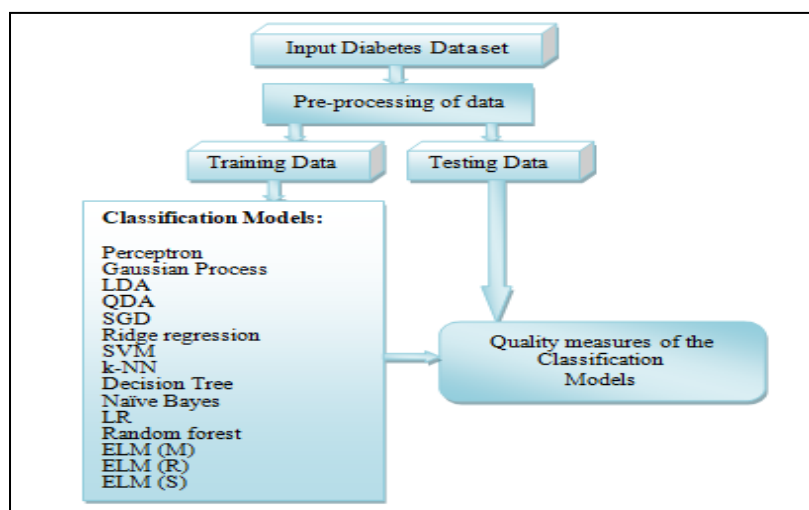 Input Diabetes Dataset
Pre-processing of data
Training Data
Testing Data
Classification Models:
Perceptron
Gaussian Process
LDA
QDA
SGD
Ridge regression
SVM
k-NN
Decision Tree
Naïve Bayes
LR
Random forest
ELM (M)
ELM (R)
ELM (S)
Quality measures of the
Classification
Models